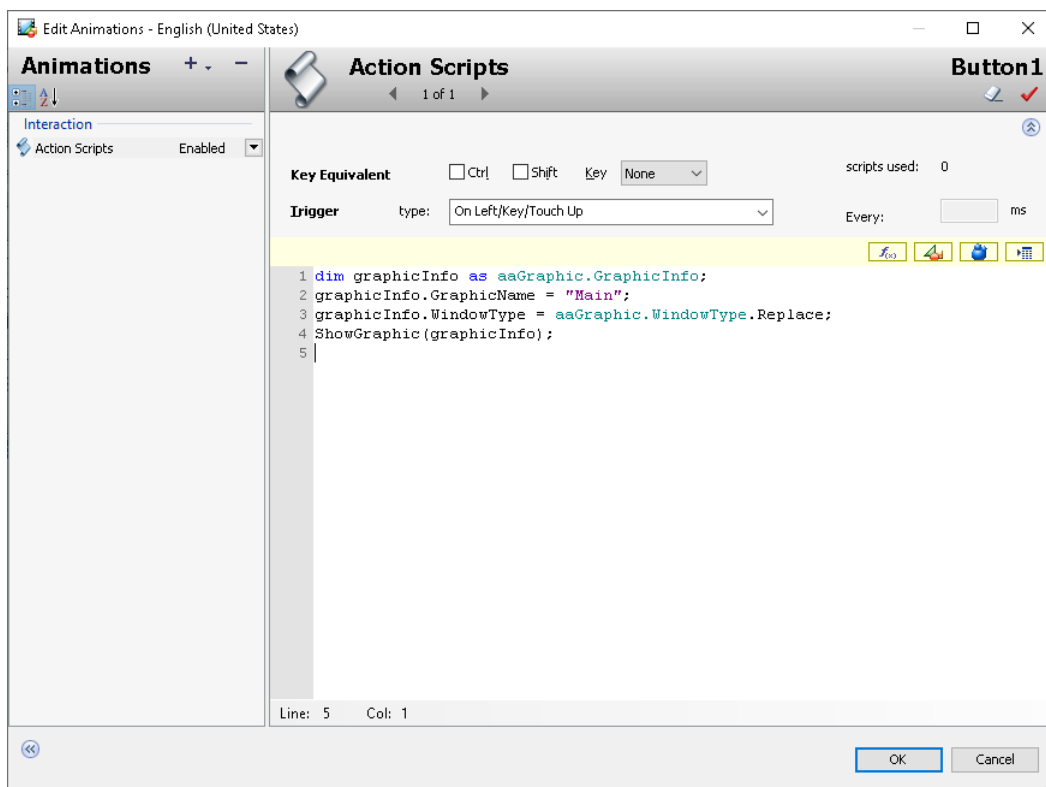 Edit Animations - English (United States)
Animations
Action Scripts
Button1
1 of 1
Interaction
Action Scripts Enabled
Key Equivalent Ctrl Shift Key None scripts used: 0
Trigger type: On Left/Key/Touch Up Every: ms
f(x)
1 dim graphicInfo as aaGraphic.GraphicInfo;
2 graphicInfo.GraphicName = "Main";
3 graphicInfo.WindowType = aaGraphic.WindowType.Replace;
4 ShowGraphic(graphicInfo);
5
Line: 5 Col: 1
OK Cancel